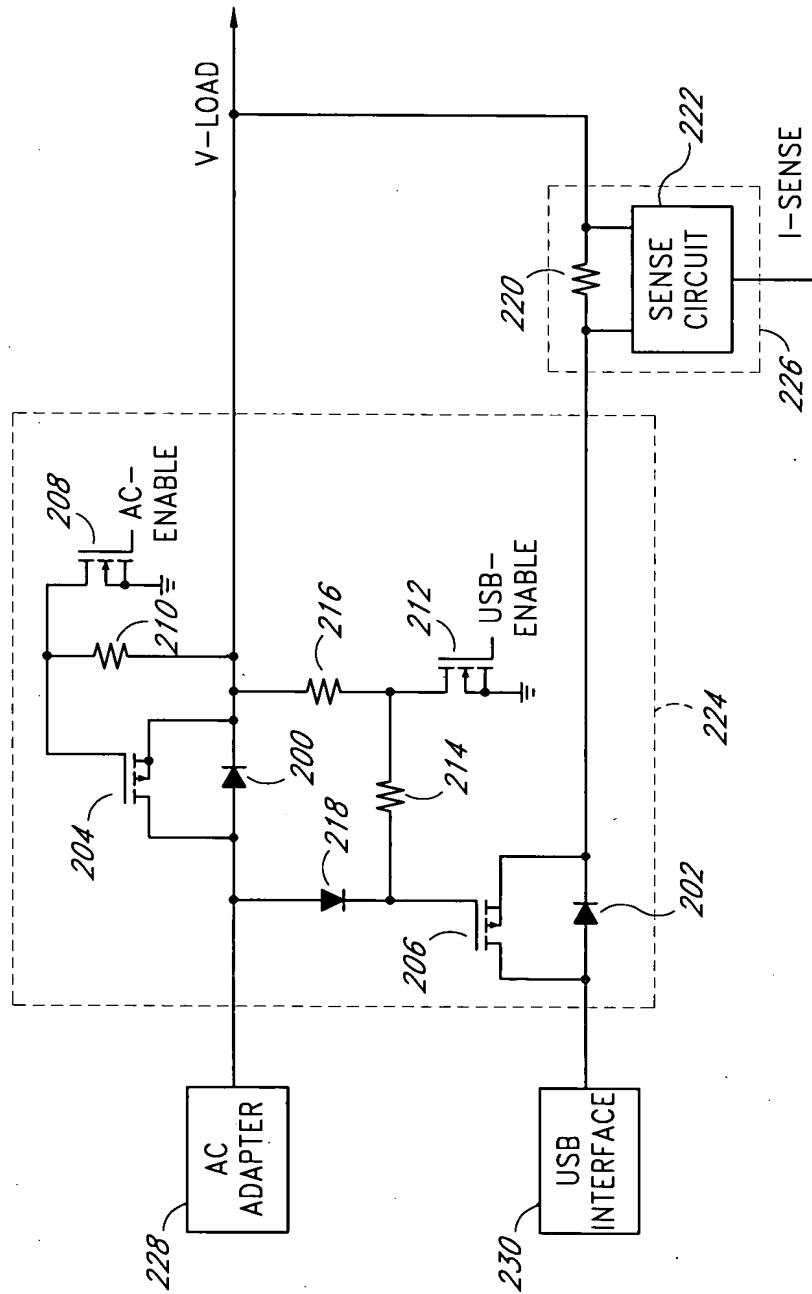 228
AC
ADAPTER
230
USB
INTERFACE
204
210
208
AC-
ENABLE
200
218
216
214
212
USB-
ENABLE
206
202
224
V-LOAD
220
222
SENSE
CIRCUIT
226
I-SENSE